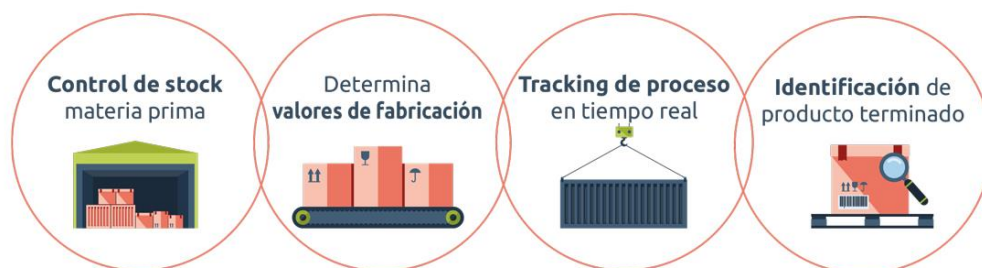 Control de stock
materia prima
Determina
valores de fabricación
Tracking de proceso
en tiempo real
Identificación de
producto terminado